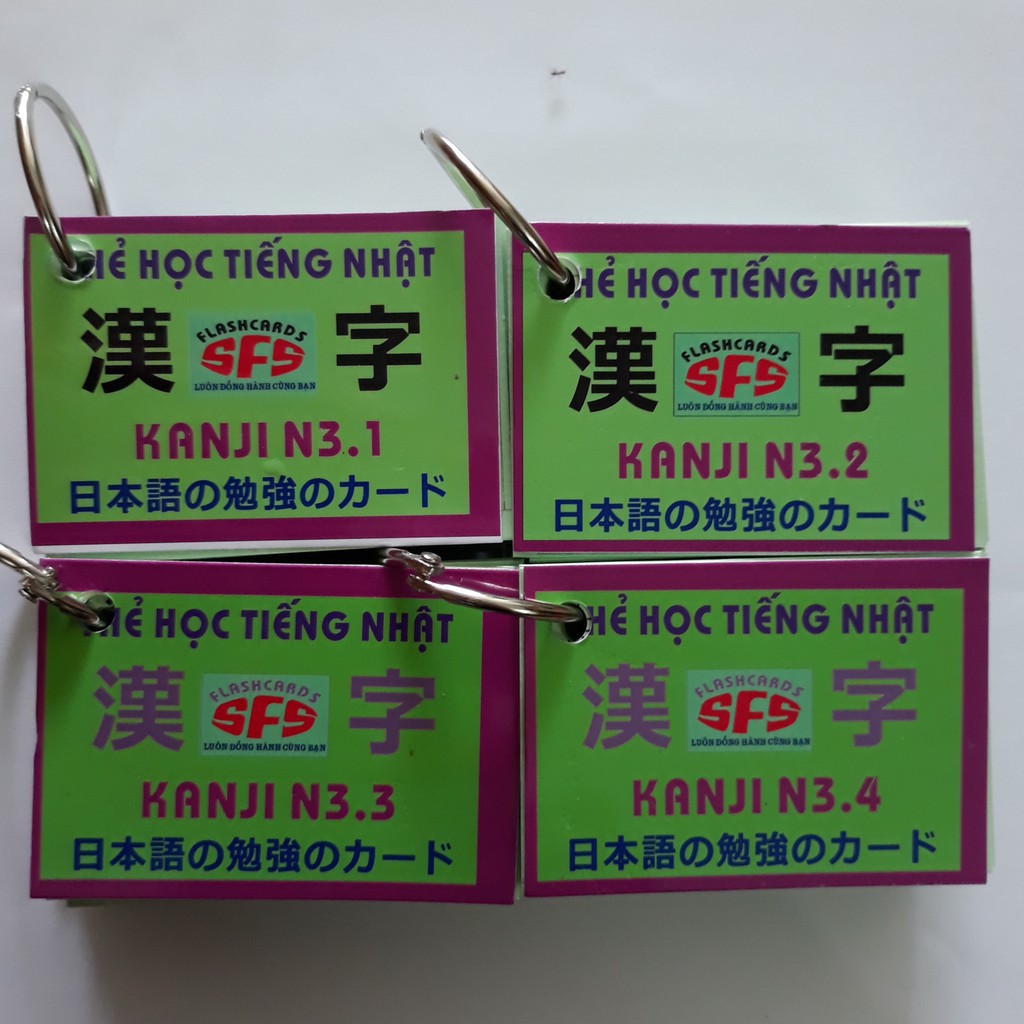 THẺ HỌC TIẾNG NHẬT
漢 字
FLASHCARDS
SFS
LUÔN ĐỒNG HÀNH CÙNG BẠN
KANJI N3.1
日本語の勉強のカード
THẺ HỌC TIẾNG NHẬT
漢 字
FLASHCARDS
SFS
LUÔN ĐỒNG HÀNH CÙNG BẠN
KANJI N3.2
日本語の勉強のカード
THẺ HỌC TIẾNG NHẬT
漢 字
FLASHCARDS
SFS
LUÔN ĐỒNG HÀNH CÙNG BẠN
KANJI N3.3
日本語の勉強のカード
THẺ HỌC TIẾNG NHẬT
漢 字
FLASHCARDS
SFS
LUÔN ĐỒNG HÀNH CÙNG BẠN
KANJI N3.4
日本語の勉強のカード